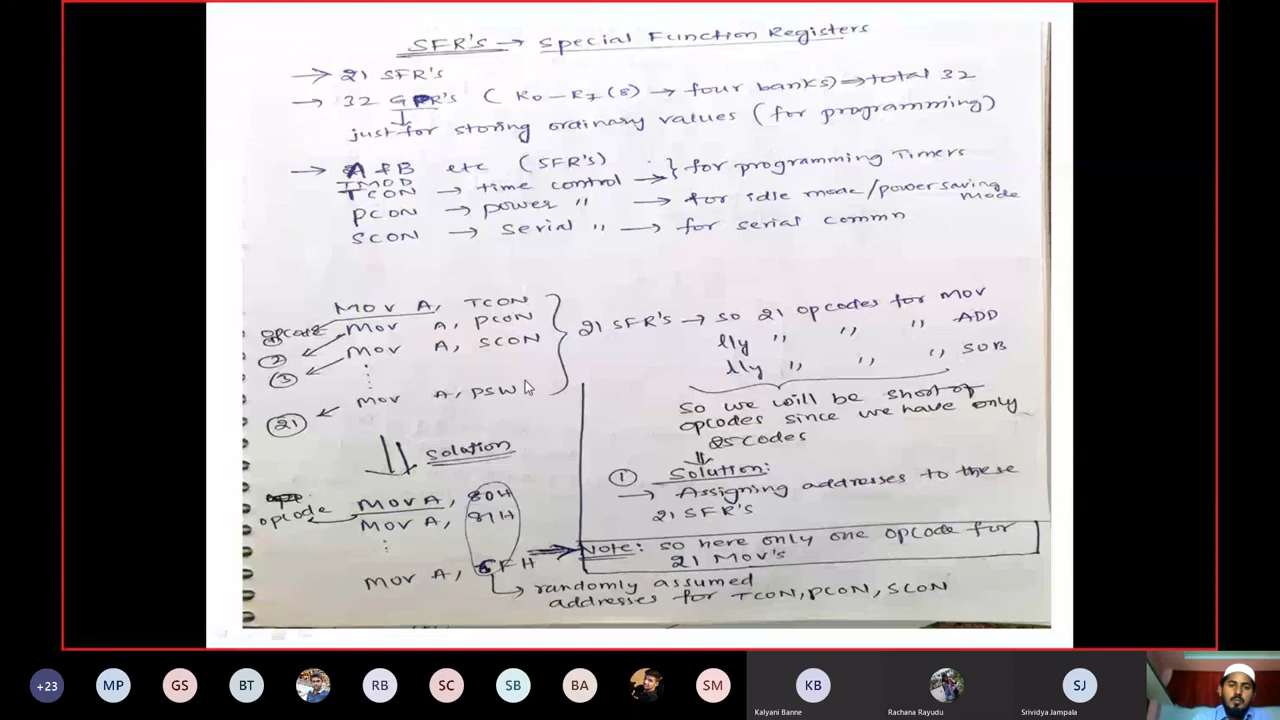 SFR'S → Special Function Registers
→ 21 SFR's
→ 32 GPR's (R0-R7(8) → four banks) → total 32
just for storing ordinary values (for programming)
→ A & B etc (SFR's)
TMOD
TCON → time control → } for programming Timers
PCON → power " → for idle mode/power saving mode
SCON → Serial " → for serial commn
MOV A, TCON
opcode
MOV A, PCON
② MOV A, SCON
③
MOV A, PSW
㉑
21 SFR's → so 21 opcodes for MOV
lly " " " ADD
lly " " " SUB
so we will be short of
opcodes since we have only
codes
Solution
① Solution:
→ Assigning addresses to these
21 SFR's
opcode
MOV A, 80H
MOV A, 81H
MOV A, FFH
Note: so here only one opcode for
21 MOV's
→ randomly assumed
addresses for TCON, PCON, SCON
+23
MP
GS
BT
RB
SC
SB
BA
SM
KB
SJ
Kalyani Banne
Rachana Rayudu
Srividya Jampala